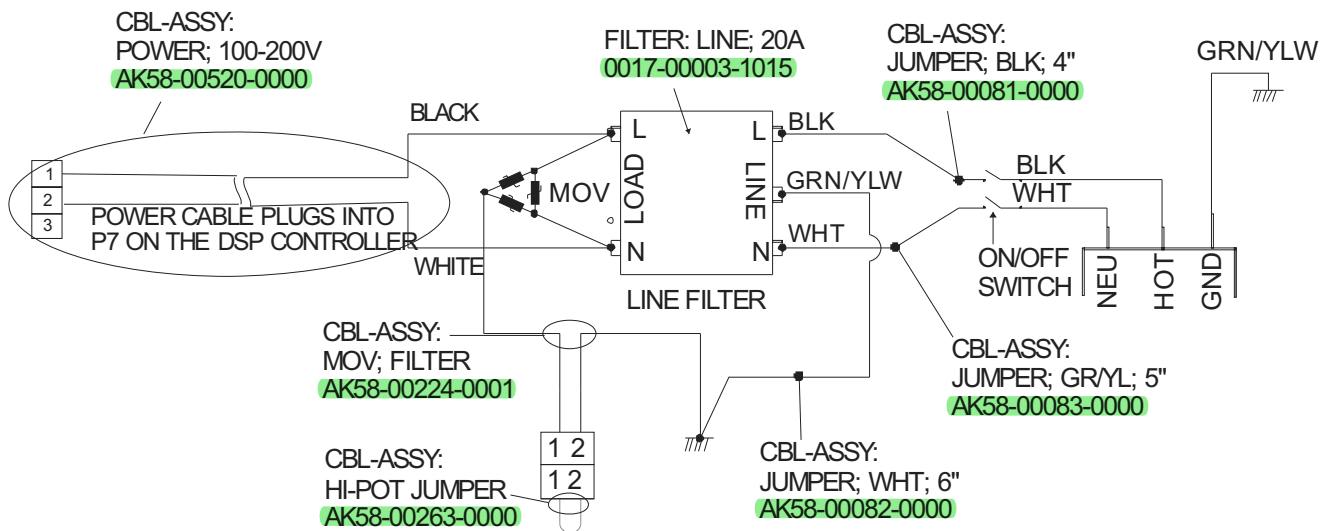 CBL-ASSY:
POWER; 100-200V
AK58-00520-0000
FILTER: LINE; 20A
0017-00003-1015
CBL-ASSY:
JUMPER; BLK; 4"
AK58-00081-0000
GRN/YLW
BLACK
L
L
BLK
1
2
3
LOAD
LINE
MOV
GRN/YLW
BLK
WHT
POWER CABLE PLUGS INTO
P7 ON THE DSP CONTROLLER
WHITE
N
N
WHT
ON/OFF
SWITCH
NEU
HOT
GND
LINE FILTER
CBL-ASSY:
MOV; FILTER
AK58-00224-0001
CBL-ASSY:
JUMPER; GR/YL; 5"
AK58-00083-0000
1 2
1 2
CBL-ASSY:
HI-POT JUMPER
AK58-00263-0000
CBL-ASSY:
JUMPER; WHT; 6"
AK58-00082-0000